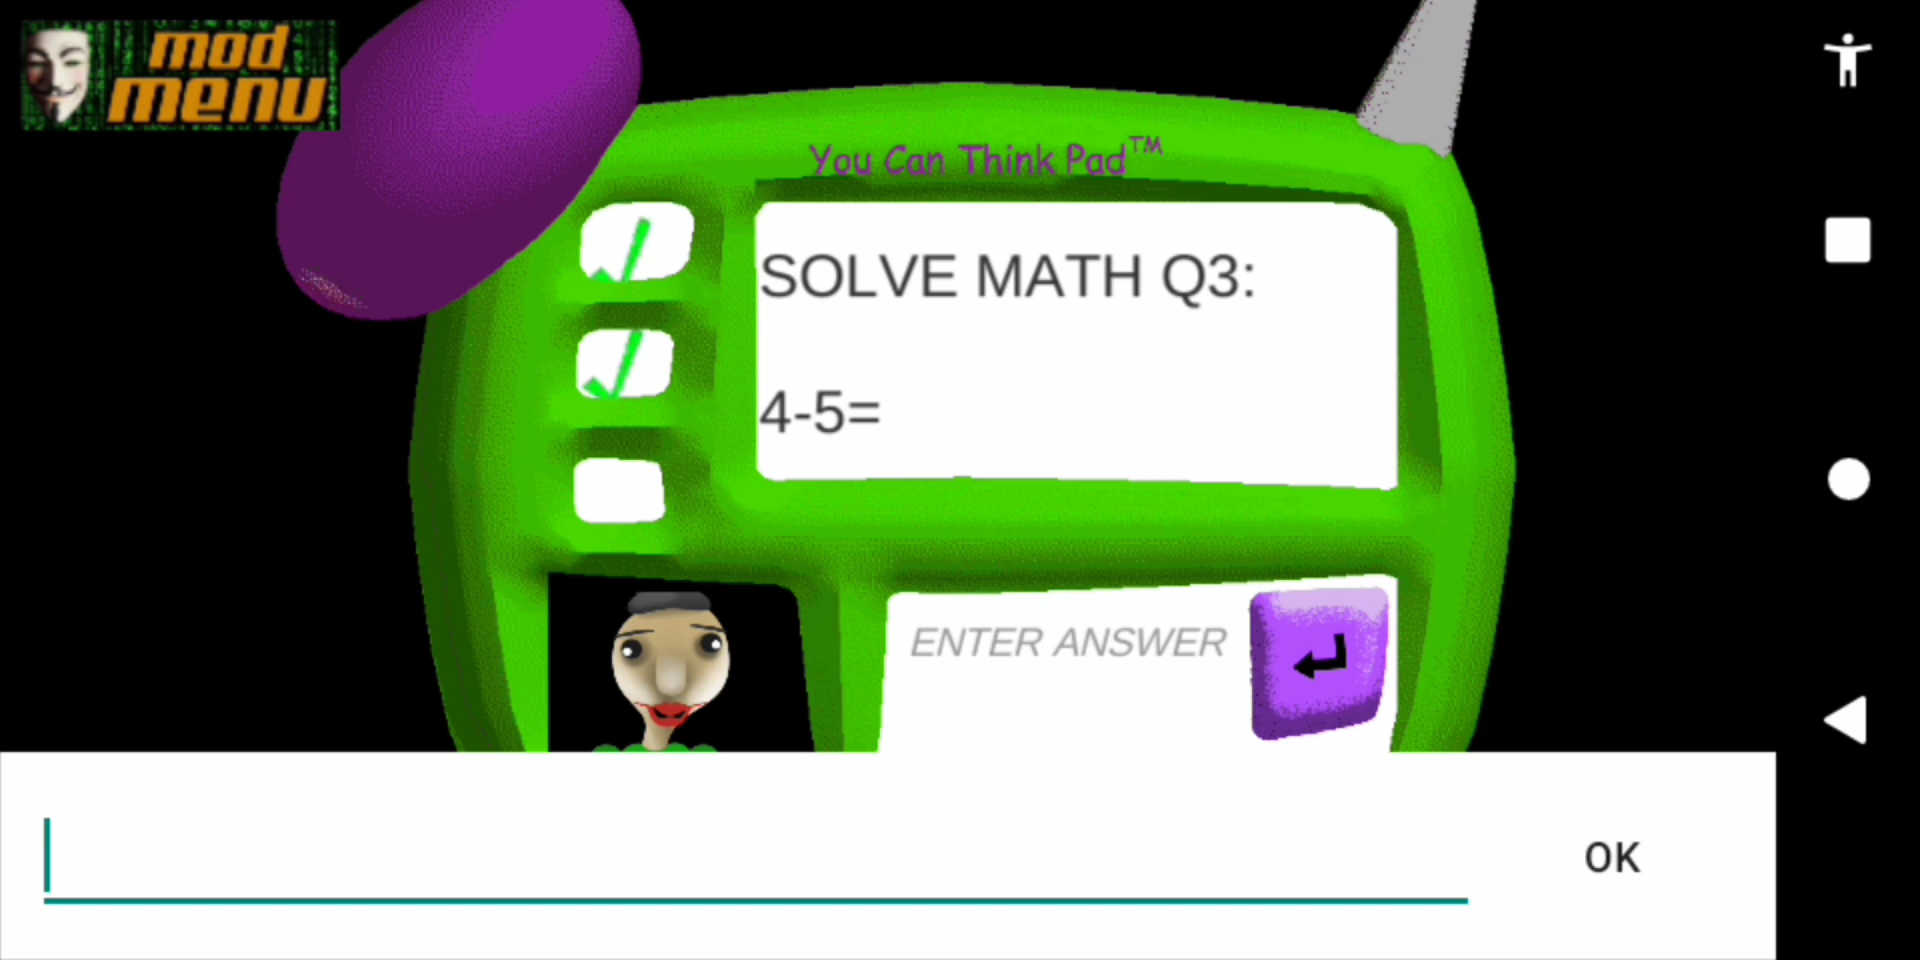 mod
menu
You Can Think Pad™
SOLVE MATH Q3:
4-5=
ENTER ANSWER
OK